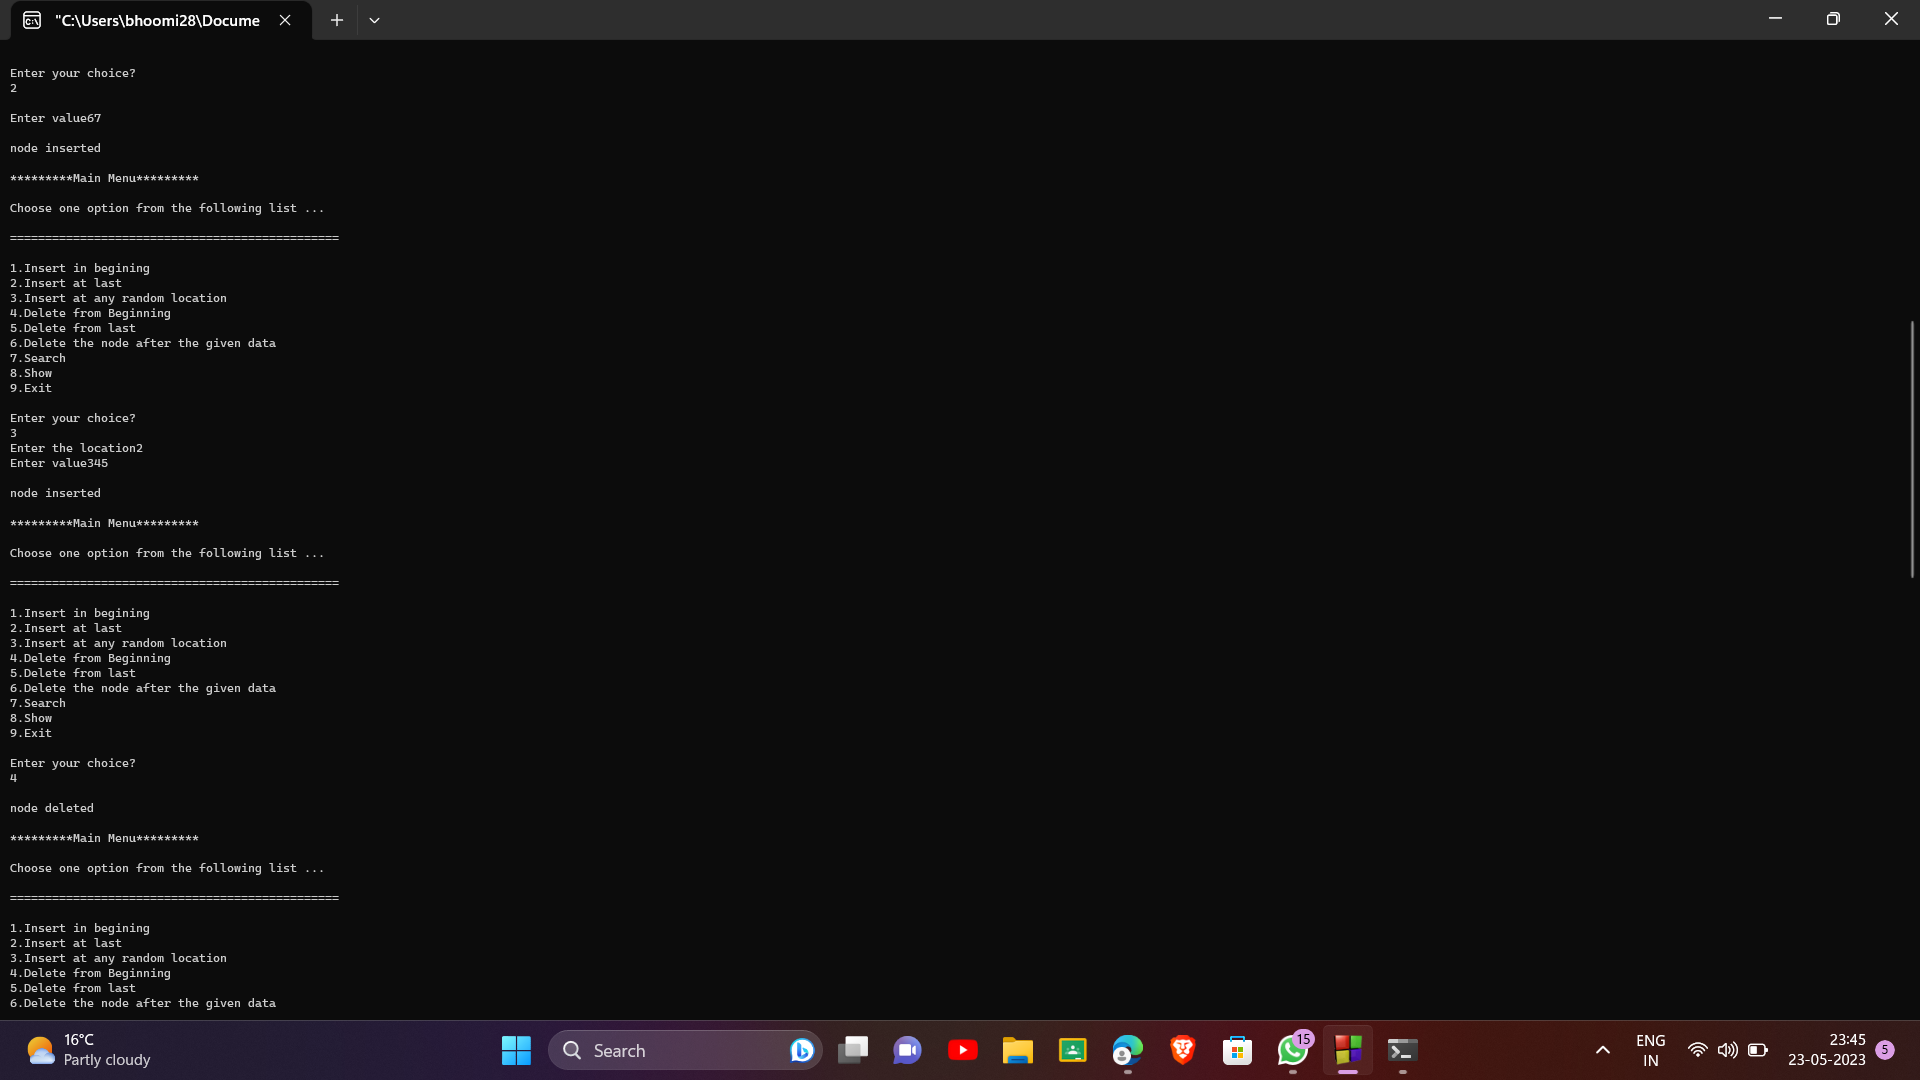 "C:\Users\bhoomi28\Docume
Enter your choice?
2
Enter value67
node inserted
*********Main Menu*********
Choose one option from the following list ...
===============================================
1.Insert in begining
2.Insert at last
3.Insert at any random location
4.Delete from Beginning
5.Delete from last
6.Delete the node after the given data
7.Search
8.Show
9.Exit
Enter your choice?
3
Enter the location2
Enter value345
node inserted
*********Main Menu*********
Choose one option from the following list ...
===============================================
1.Insert in begining
2.Insert at last
3.Insert at any random location
4.Delete from Beginning
5.Delete from last
6.Delete the node after the given data
7.Search
8.Show
9.Exit
Enter your choice?
4
node deleted
*********Main Menu*********
Choose one option from the following list ...
===============================================
1.Insert in begining
2.Insert at last
3.Insert at any random location
4.Delete from Beginning
5.Delete from last
6.Delete the node after the given data
16°C
Partly cloudy
Search
15
ENG
IN
23:45
23-05-2023
5